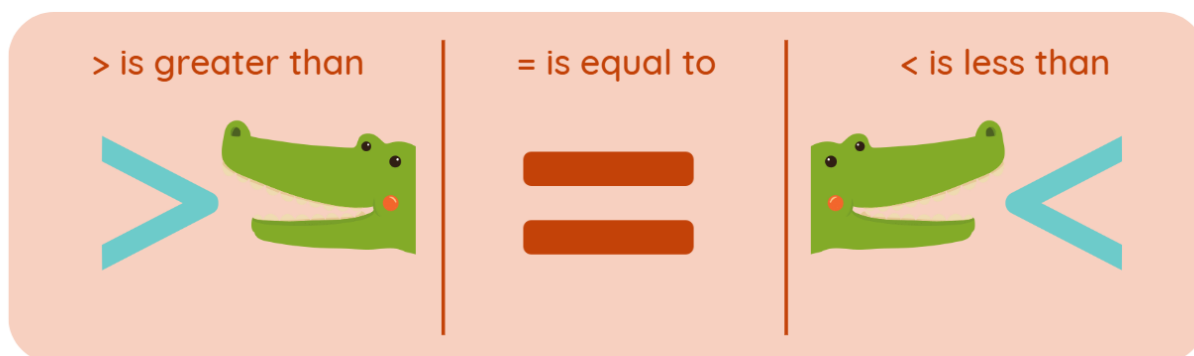 > is greater than
= is equal to
< is less than